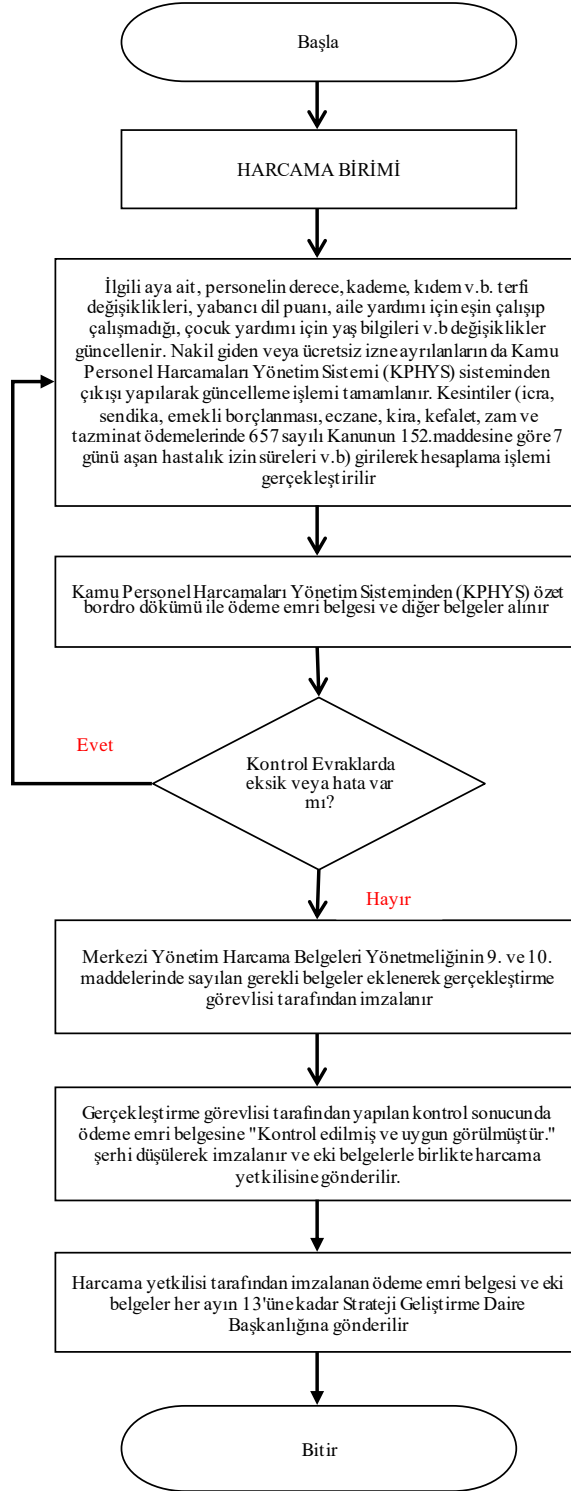 Başla
HARCAMA BİRİMİ
İlgili aya ait, personelin derece, kademe, kıdem v.b. terfi
değişiklikleri, yabancı dil puanı, aile yardımı için eşin çalışıp
çalışmadığı, çocuk yardımı için yaş bilgileri v.b değişiklikler
güncellenir. Nakil giden veya ücretsiz izne ayrılanların da Kamu
Personel Harcamaları Yönetim Sistemi (KPHYS) sisteminden
çıkışı yapılarak güncelleme işlemi tamamlanır. Kesintiler (icra,
sendika, emekli borçlanması, eczane, kira, kefalet, zam ve
tazminat ödemelerinde 657 sayılı Kanunun 152.maddesine göre 7
günü aşan hastalık izin süreleri v.b) girilerek hesaplama işlemi
gerçekleştirilir
Kamu Personel Harcamaları Yönetim Sisteminden (KPHYS) özet
bordro dökümü ile ödeme emri belgesi ve diğer belgeler alınır
Evet
Kontrol Evraklarda
eksik veya hata var
mı?
Hayır
Merkezi Yönetim Harcama Belgeleri Yönetmeliğinin 9. ve 10.
maddelerinde sayılan gerekli belgeler eklenerek gerçekleştirme
görevlisi tarafından imzalanır
Gerçekleştirme görevlisi tarafından yapılan kontrol sonucunda
ödeme emri belgesine "Kontrol edilmiş ve uygun görülmüştür."
şerhi düşülerek imzalanır ve eki belgelerle birlikte harcama
yetkilisine gönderilir.
Harcama yetkilisi tarafından imzalanan ödeme emri belgesi ve eki
belgeler her ayın 13'üne kadar Strateji Geliştirme Daire
Başkanlığına gönderilir
Bitir